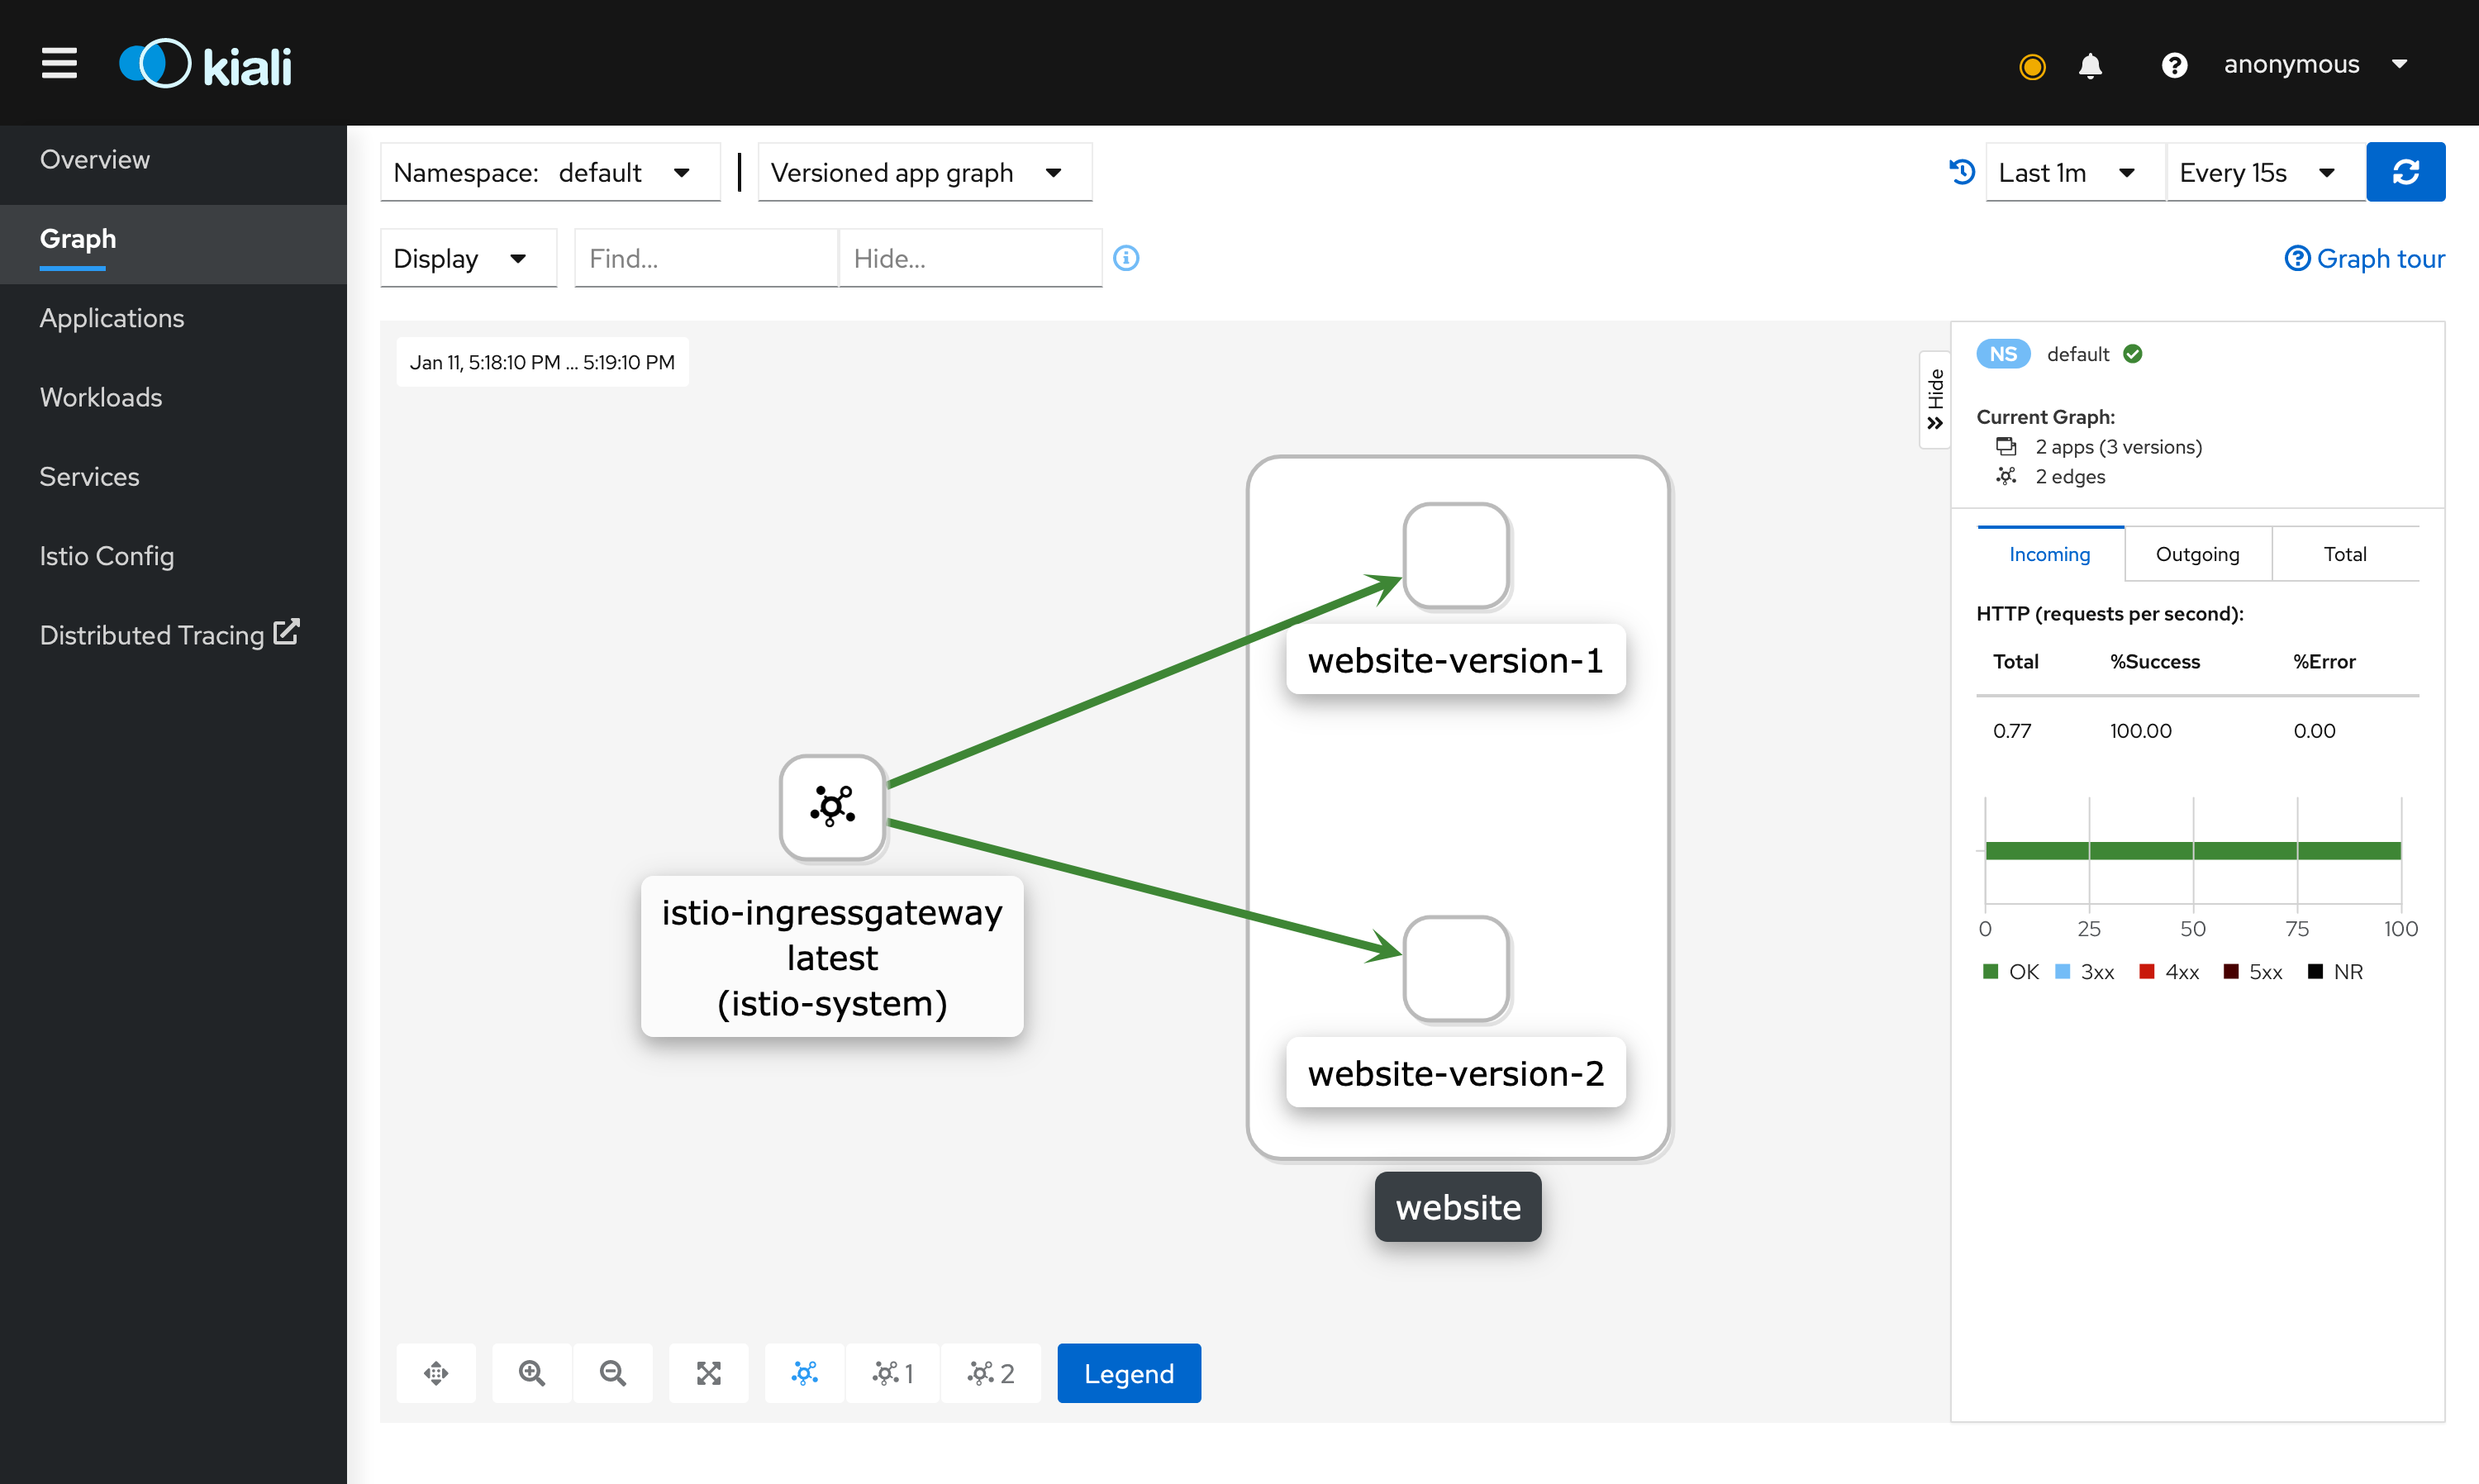 kiali
anonymous
Overview
Graph
Applications
Workloads
Services
Istio Config
Distributed Tracing
Namespace: default
Versioned app graph
Last 1m
Every 15s
Display
Find...
Hide...
Graph tour
Jan 11, 5:18:10 PM ... 5:19:10 PM
Hide
website-version-1
istio-ingressgateway
latest
(istio-system)
website-version-2
website
1
2
Legend
NS default
Current Graph:
2 apps (3 versions)
2 edges
Incoming Outgoing Total
HTTP (requests per second):
Total %Success %Error
0.77 100.00 0.00
0 25 50 75 100
OK 3xx 4xx 5xx NR